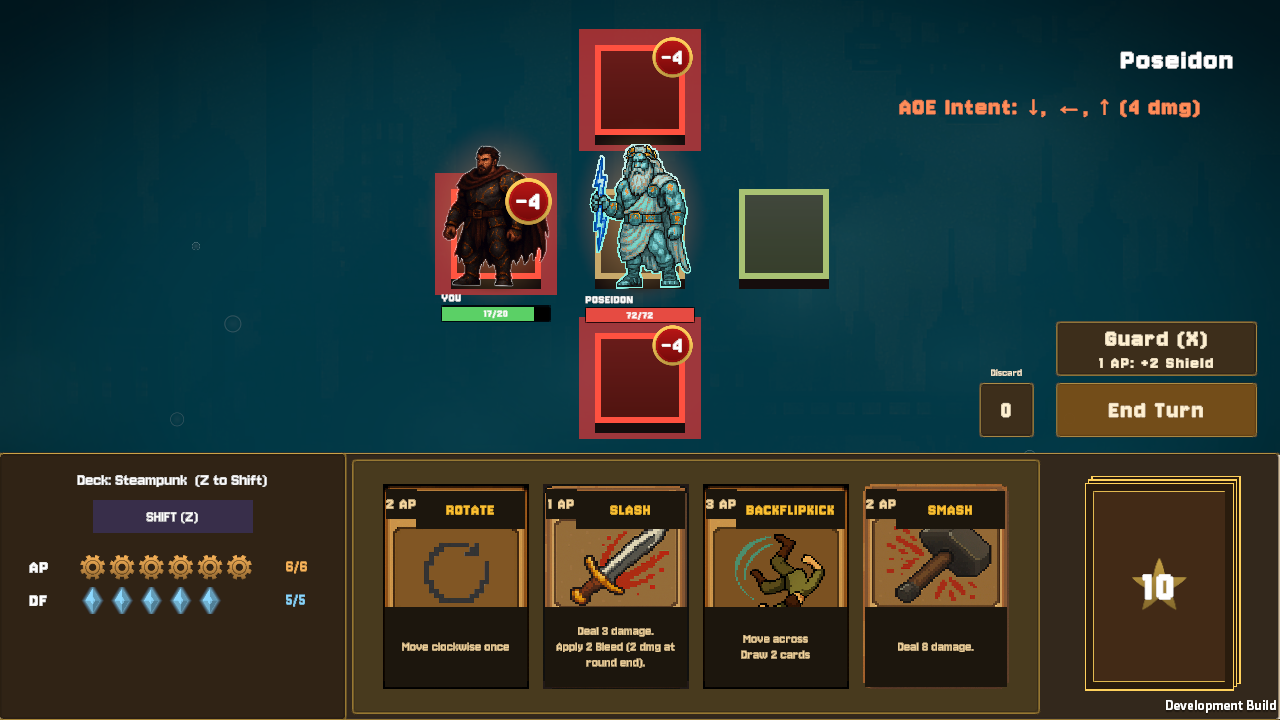 Poseidon
AOE Intent: ↓, ←, ↑ (4 dmg)
-4
-4
YOU
17/20
POSEIDON
72/72
-4
Guard (X)
1 AP: +2 Shield
Discard
0
End Turn
Deck: Steampunk (Z to Shift)
SHIFT (Z)
AP
6/6
DF
5/5
2 AP
ROTATE
Move clockwise once
1 AP
SLASH
Deal 3 damage.
Apply 2 Bleed (2 dmg at
round end).
3 AP
BACKFLIPKICK
Move across
Draw 2 cards
2 AP
SMASH
Deal 8 damage.
10
Development Build